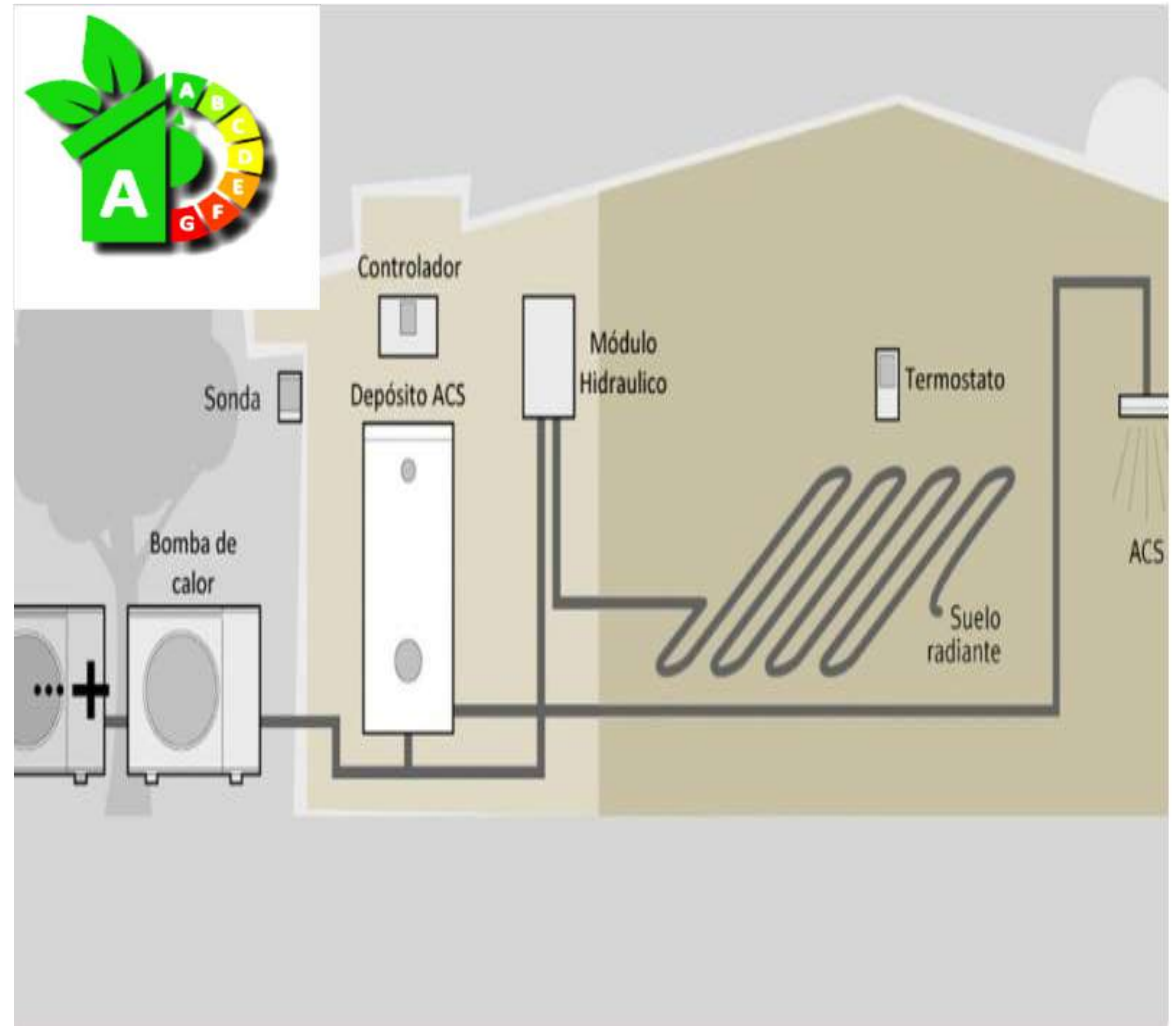 A
A
B
C
D
E
F
G
Controlador
Módulo
Hidraulico
Termostato
Sonda
Depósito ACS
Bomba de
calor
ACS
Suelo
radiante
...+